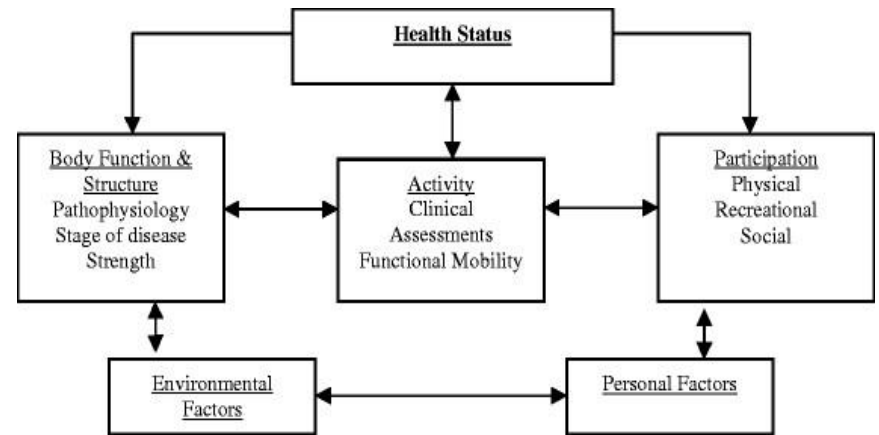 Health Status
Body Function &
Structure
Pathophysiology
Stage of disease
Strength
Activity
Clinical
Assessments
Functional Mobility
Participation
Physical
Recreational
Social
Environmental
Factors
Personal Factors